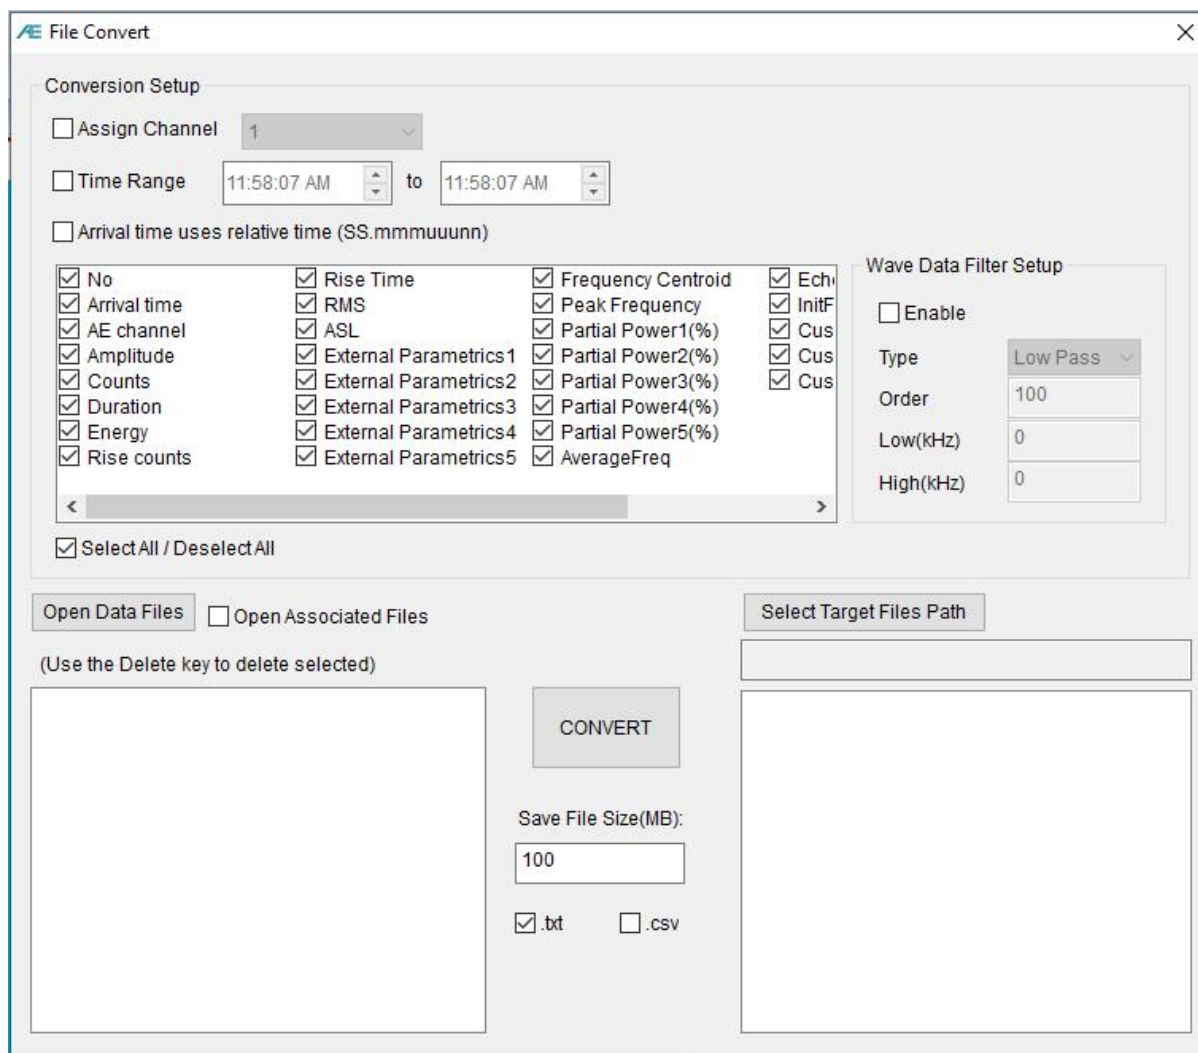 AE File Convert
Conversion Setup
Assign Channel 1
Time Range 11:58:07 AM to 11:58:07 AM
Arrival time uses relative time (SS.mmmuuunn)
No Rise Time Frequency Centroid
Arrival time RMS Peak Frequency InitF
AE channel ASL Partial Power1(%) Cus
Amplitude External Parametrics1 Partial Power2(%) Cus
Counts External Parametrics2 Partial Power3(%) Cus
Duration External Parametrics3 Partial Power4(%)
Energy External Parametrics4 Partial Power5(%)
Rise counts External Parametrics5 AverageFreq
Select All / Deselect All
Wave Data Filter Setup
Enable
Type Low Pass
Order 100
Low(kHz) 0
High(kHz) 0
Open Data Files Open Associated Files Select Target Files Path
(Use the Delete key to delete selected)
CONVERT
Save File Size(MB):
100
.txt .csv